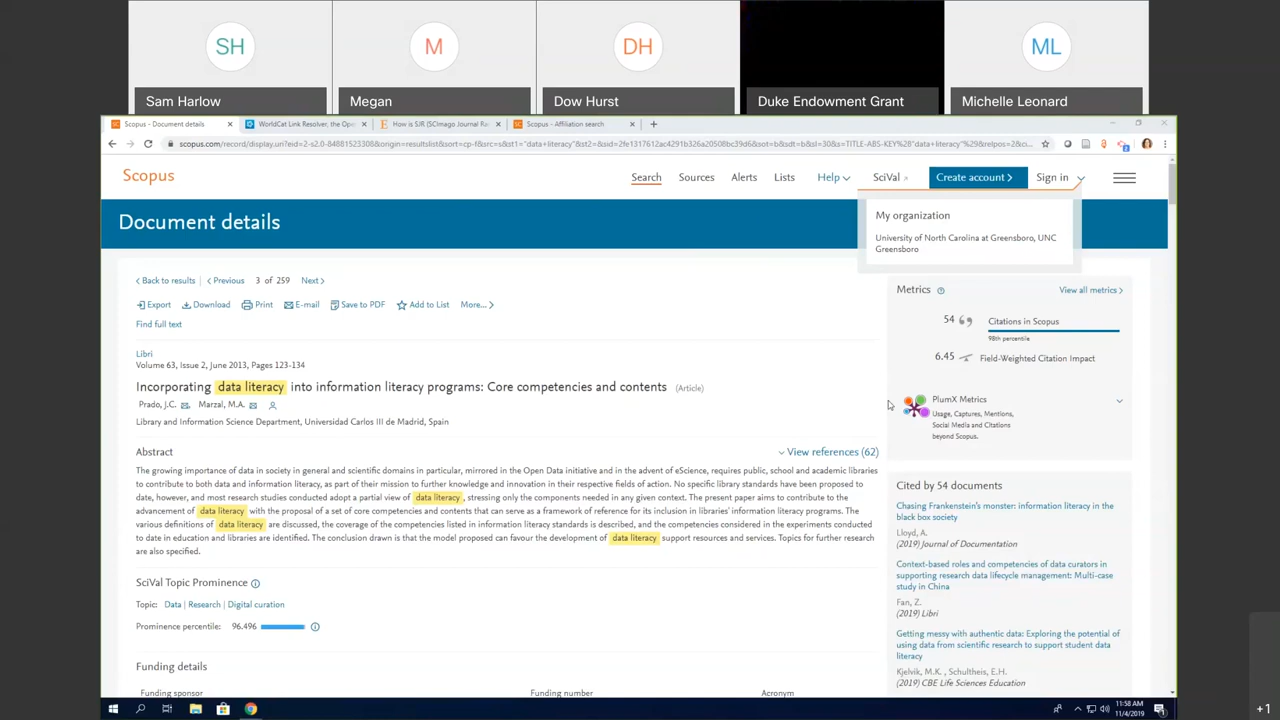 SH
M
DH
ML
Sam Harlow
Megan
Dow Hurst
Duke Endowment Grant
Michelle Leonard
Scopus - Document details
WorldCat Link Resolver, the Ope
How is SJR (SCImago Journal Ra
Scopus - Affiliation search
Scopus
Search
Sources
Alerts
Lists
Help
SciVal
Create account
Sign in
Document details
My organization
University of North Carolina at Greensboro, UNC
Greensboro
Back to results
Previous
3 of 259
Next
Export
Download
Print
E-mail
Save to PDF
Add to List
More...
Find full text
Libri
Volume 63, Issue 2, June 2013, Pages 123-134
Incorporating data literacy into information literacy programs: Core competencies and contents (Article)
Prado, J.C.
Marzal, M.A.
Library and Information Science Department, Universidad Carlos III de Madrid, Spain
Abstract
View references (62)
The growing importance of data in society in general and scientific domains in particular, mirrored in the Open Data initiative and in the advent of eScience, requires public, school and academic libraries
to contribute to both data and information literacy, as part of their mission to further knowledge and innovation in their respective fields of action. No specific library standards have been proposed to
date, however, and most research studies conducted adopt a partial view of data literacy, stressing only the components needed in any given context. The present paper aims to contribute to the
advancement of data literacy with the proposal of a set of core competencies and contents that can serve as a framework of reference for its inclusion in libraries' information literacy programs. The
various definitions of data literacy are discussed, the coverage of the competencies listed in information literacy standards is described, and the competencies considered in the experiments conducted
to date in education and libraries are identified. The conclusion drawn is that the model proposed can favour the development of data literacy support resources and services. Topics for further research
are also specified.
SciVal Topic Prominence
Topic: Data | Research | Digital curation
Prominence percentile: 96.496
Funding details
Funding sponsor
Funding number
Acronym
Metrics
View all metrics
54
Citations in Scopus
98th percentile
6.45
Field-Weighted Citation Impact
PlumX Metrics
Usage, Captures, Mentions,
Social Media and Citations
beyond Scopus.
Cited by 54 documents
Chasing Frankenstein's monster: information literacy in the
black box society
Lloyd, A.
(2019) Journal of Documentation
Context-based roles and competencies of data curators in
supporting research data lifecycle management: Multi-case
study in China
Fan, Z.
(2019) Libri
Getting messy with authentic data: Exploring the potential of
using data from scientific research to support student data
literacy
Kjelvik, M.K., Schultheis, E.H.
(2019) CBE Life Sciences Education
11:58 AM
11/4/2019
+1